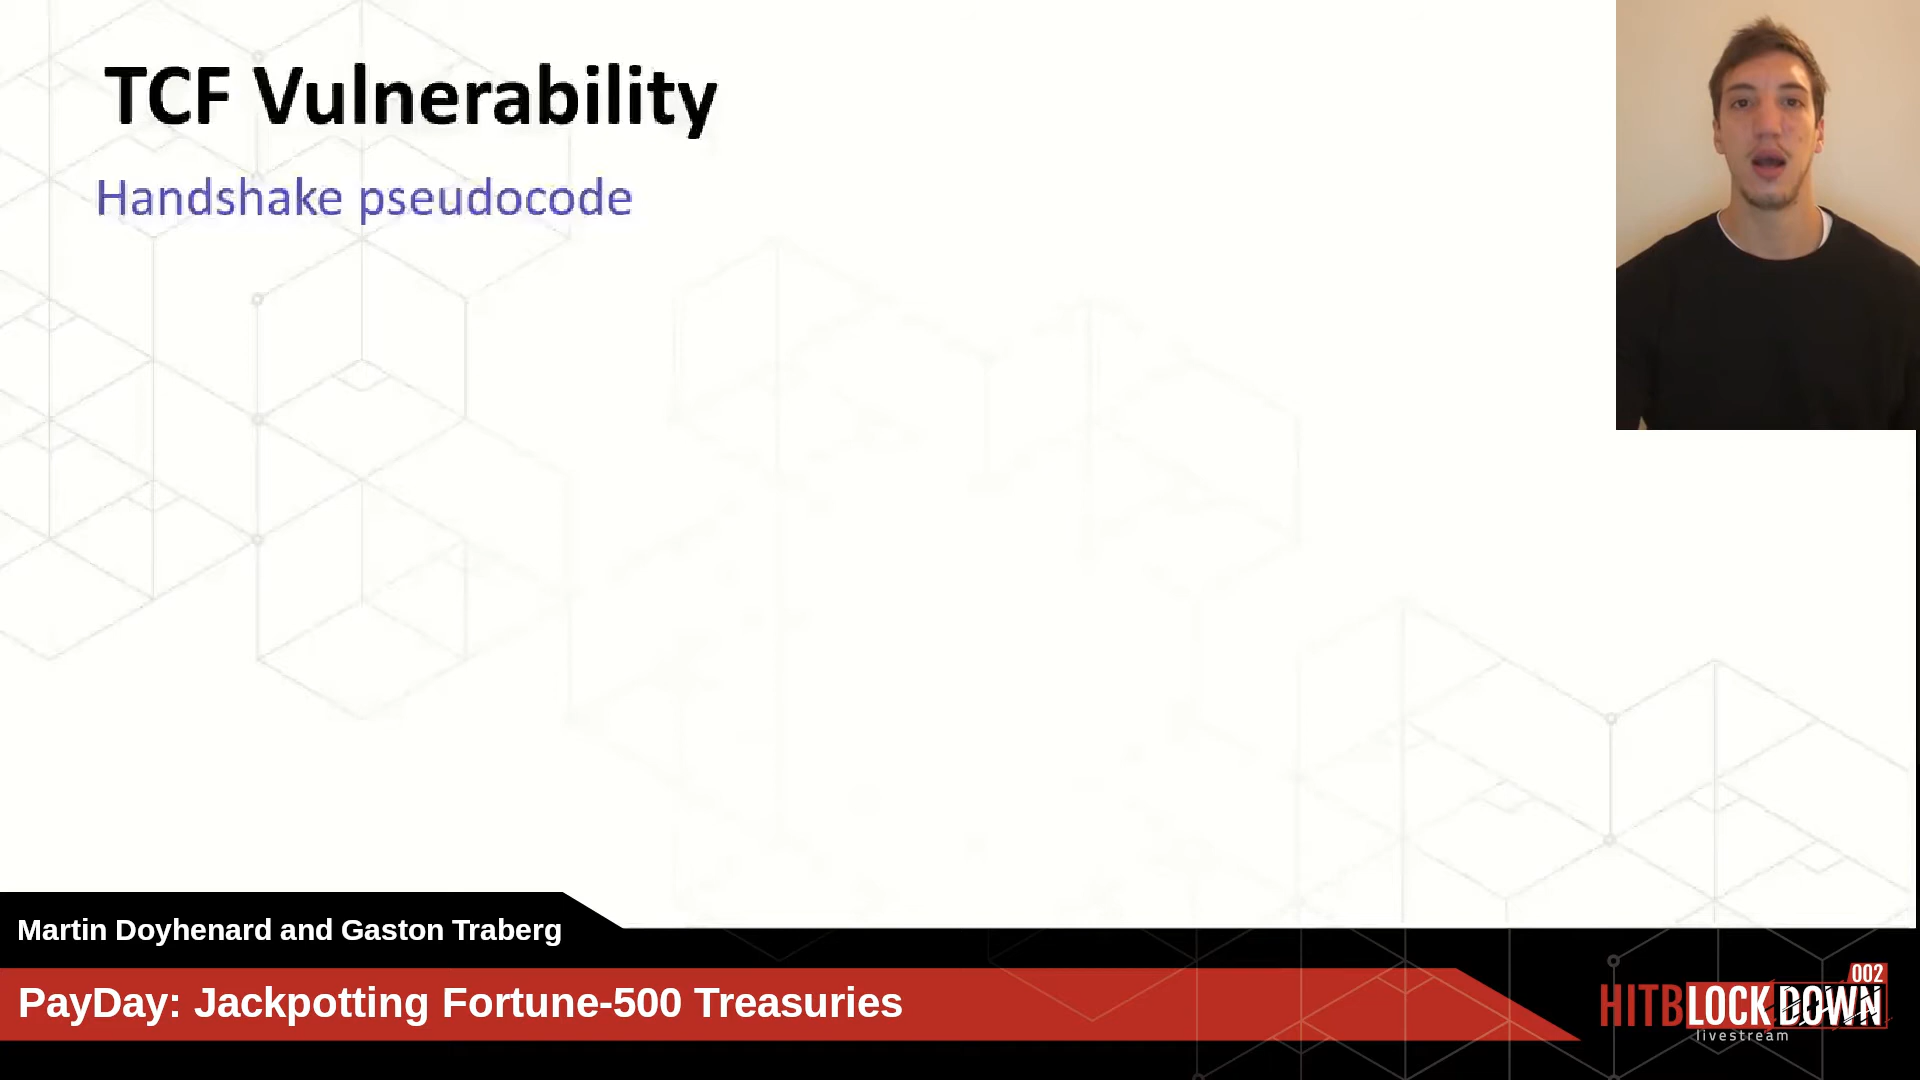 TCF Vulnerability
Handshake pseudocode
Martin Doyhenard and Gaston Traberg
PayDay: Jackpotting Fortune-500 Treasuries
002
HITBLOCKDOWN
livestream